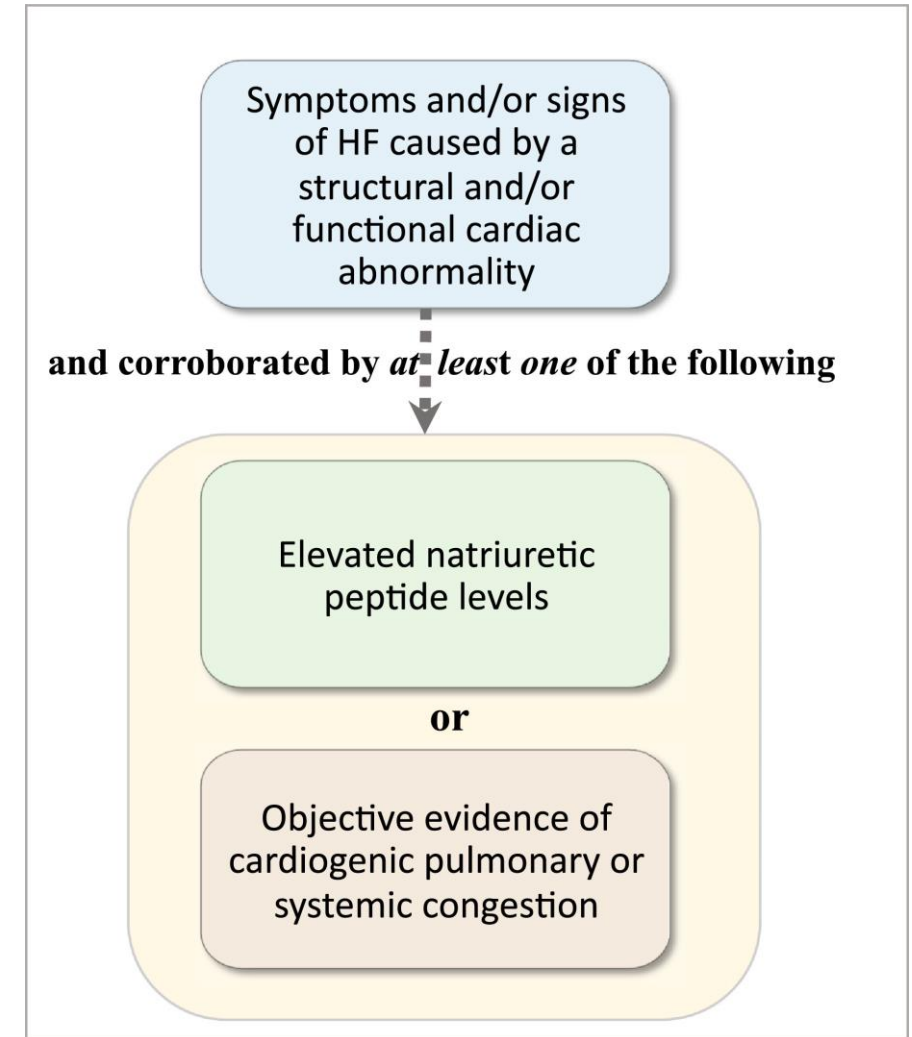 Symptoms and/or signs
of HF caused by a
structural and/or
functional cardiac
abnormality
and corroborated by at least one of the following
Elevated natriuretic
peptide levels
or
Objective evidence of
cardiogenic pulmonary or
systemic congestion